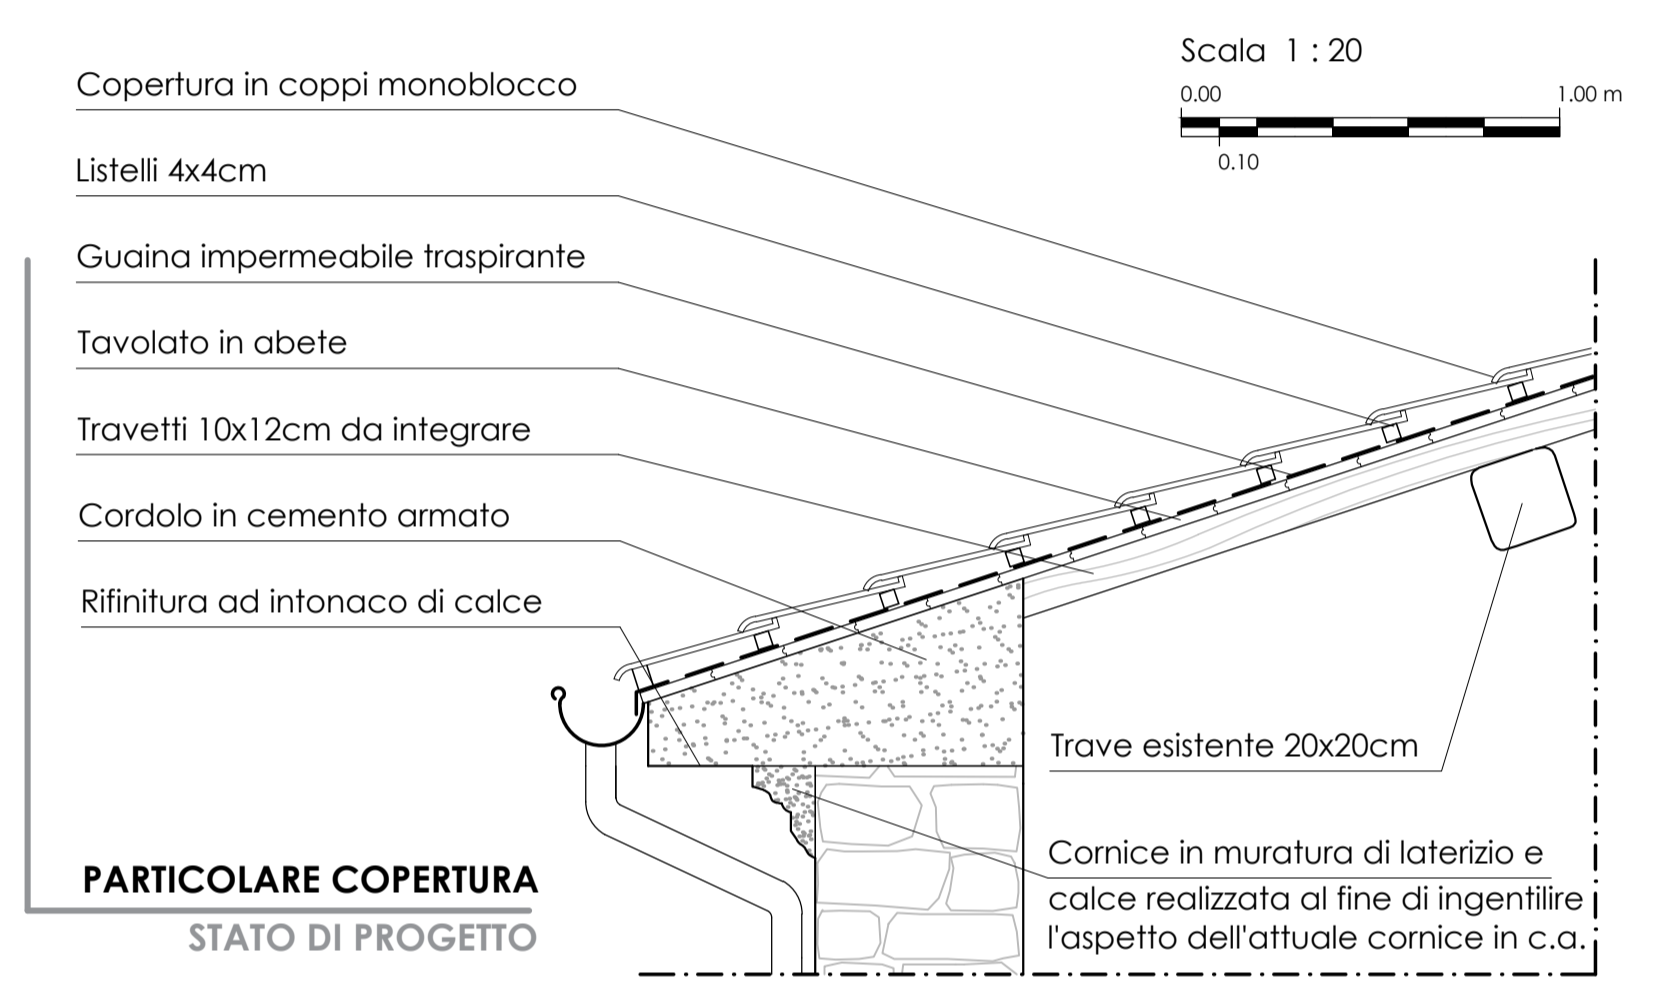 Scala 1 : 20
0.00
1.00 m
0.10
Copertura in coppi monoblocco
Listelli 4x4cm
Guaina impermeabile traspirante
Tavolato in abete
Travetti 10x12cm da integrare
Cordolo in cemento armato
Rifinitura ad intonaco di calce
Trave esistente 20x20cm
Cornice in muratura di laterizio e
calce realizzata al fine di ingentilire
l'aspetto dell'attuale cornice in c.a.
PARTICOLARE COPERTURA
STATO DI PROGETTO